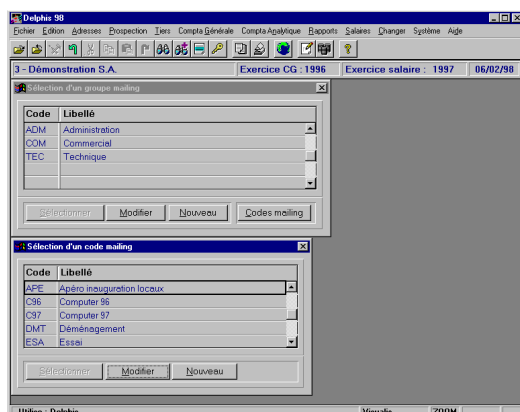 Delphis 98
Fichier Edition Adresses Prospection Tiers Compta Générale Compta Analytique Rapports Salaires Changer Système Aide
3 - Démonstration S.A. Exercice CG : 1996 Exercice salaire : 1997 06/02/98
Sélection d'un groupe mailing
Code Libellé
ADM Administration
COM Commercial
TEC Technique
Sélectionner Modifier Nouveau Codes mailing
Sélection d'un code mailing
Code Libellé
APE Apéro inauguration locaux
C96 Computer 96
C97 Computer 97
DMT Déménagement
ESA Essai
Sélectionner Modifier Nouveau
Delphis Visualis ZOOM